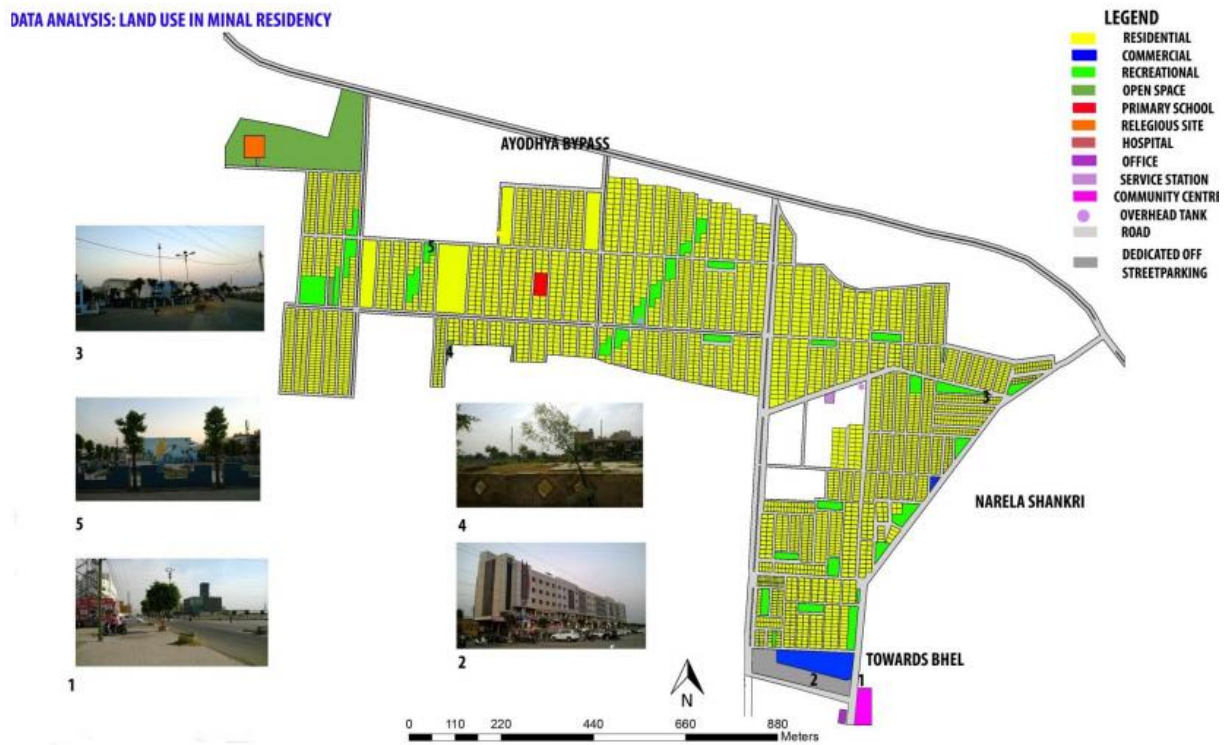 DATA ANALYSIS: LAND USE IN MINAL RESIDENCY
LEGEND
RESIDENTIAL
COMMERCIAL
RECREATIONAL
OPEN SPACE
PRIMARY SCHOOL
RELEGIOUS SITE
HOSPITAL
OFFICE
SERVICE STATION
COMMUNITY CENTRE
OVERHEAD TANK
ROAD
DEDICATED OFF
STREETPARKING
AYODHYA BYPASS
5
4
3
3
5
4
NARELA SHANKRI
TOWARDS BHEL
2
1
1
2
N
0 110 220 440 660 880
Meters